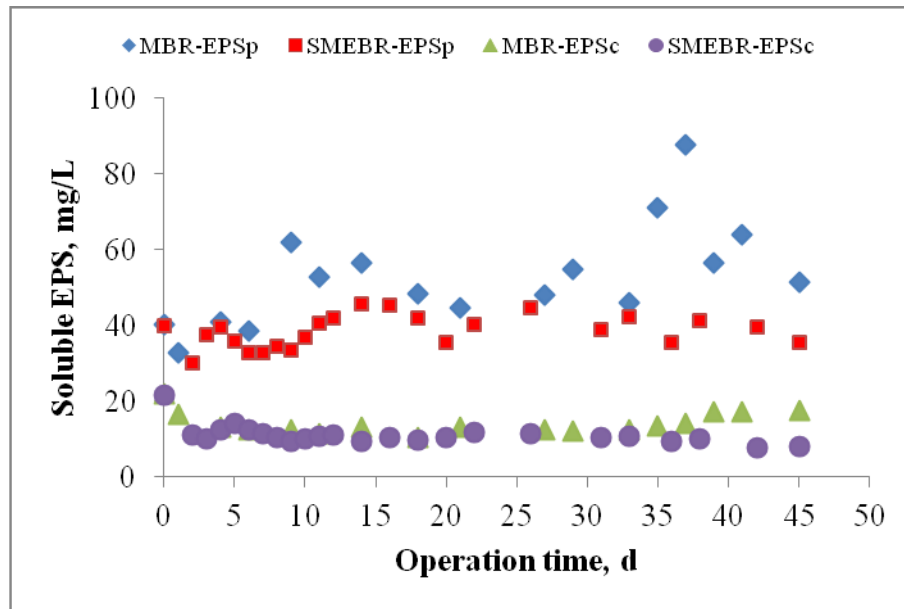 MBR-EPSp SMEBR-EPSp MBR-EPSc SMEBR-EPSc
100
80
60
40
20
0
Soluble EPS, mg/L
0 5 10 15 20 25 30 35 40 45 50
Operation time, d